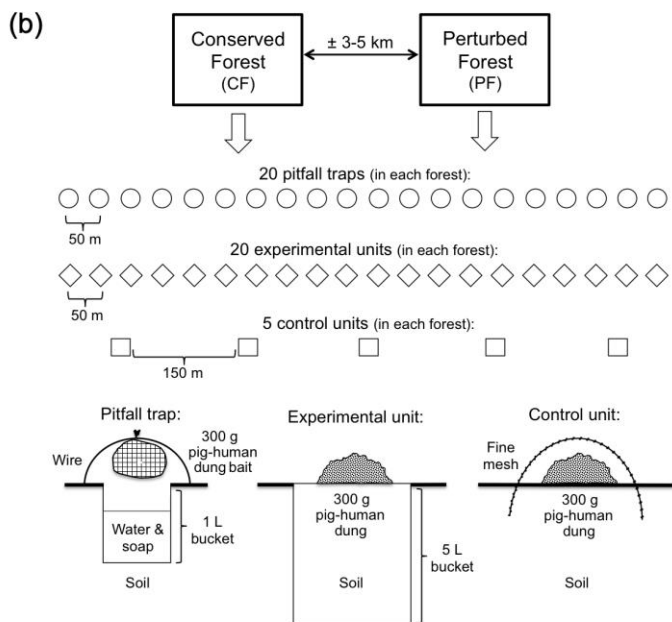 (b)
Conserved
Forest
(CF)
± 3-5 km
Perturbed
Forest
(PF)
20 pitfall traps (in each forest):
50 m
20 experimental units (in each forest):
50 m
5 control units (in each forest):
150 m
Pitfall trap:
Wire
300 g
pig-human
dung bait
Water &
soap
1 L
bucket
Soil
Experimental unit:
300 g
pig-human
dung
Soil
5 L
bucket
Control unit:
Fine
mesh
300 g
pig-human
dung
Soil